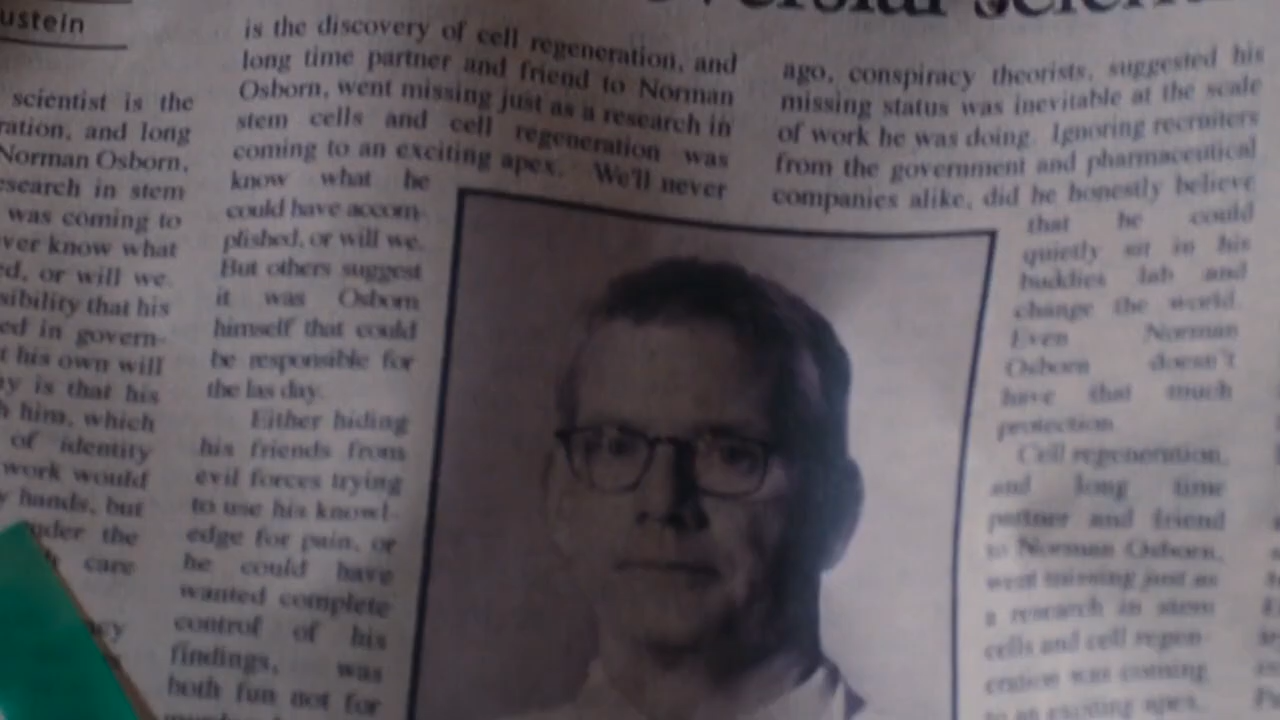 ustein
scientist is the
ration, and long
Norman Osborn,
search in stem
was coming to
ver know what
ed, or will we.
sibility that his
ed in govern-
t his own will
y is that his
h him, which
of identity
work would
hands, but
under the
care
is the discovery of cell regeneration, and
long time partner and friend to Norman
Osborn, went missing just as a research in
stem cells and cell regeneration was
coming to an exciting apex. We'll never
know what he
could have accom-
plished, or will we.
But others suggest
it was Osborn
himself that could
be responsible for
the las day.
Either hiding
his friends from
evil forces trying
to use his knowl-
edge for pain, or
he could have
wanted complete
control of his
findings, was
both fun not for
ago, conspiracy theorists, suggested his
missing status was inevitable at the scale
of work he was doing. Ignoring recruiters
from the government and pharmaceutical
companies alike, did he honestly believe
that he could
quietly sit in his
buddies lab and
change the world.
Even Norman
Osborn doesn't
have that much
protection.
Cell regeneration,
and long time
partner and friend
to Norman Osborn,
went missing just as
a research in stem
cells and cell regen-
eration was coming
to an exciting apex.